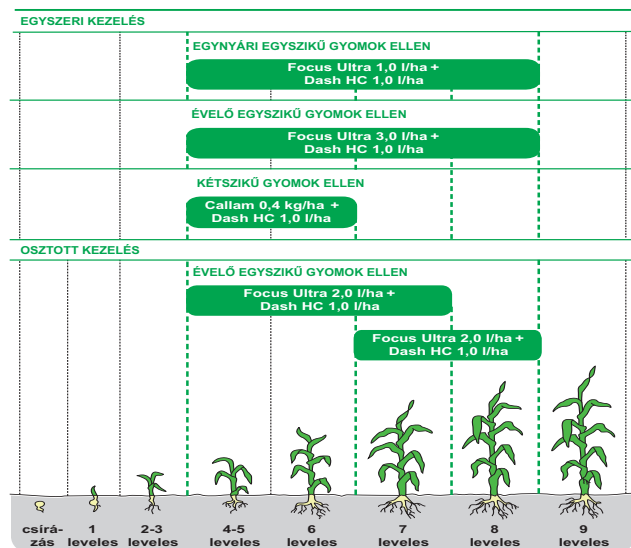 EGYSZERI KEZELÉS
EGYNYÁRI EGYSZIKŰ GYOMOK ELLEN
Focus Ultra 1,0 l/ha +
Dash HC 1,0 l/ha
ÉVELŐ EGYSZIKŰ GYOMOK ELLEN
Focus Ultra 3,0 l/ha +
Dash HC 1,0 l/ha
KÉTSZIKŰ GYOMOK ELLEN
Callam 0,4 kg/ha +
Dash HC 1,0 l/ha
OSZTOTT KEZELÉS
ÉVELŐ EGYSZIKŰ GYOMOK ELLEN
Focus Ultra 2,0 l/ha +
Dash HC 1,0 l/ha
Focus Ultra 2,0 l/ha +
Dash HC 1,0 l/ha
csírá-
zás
1
leveles
2-3
leveles
4-5
leveles
6
leveles
7
leveles
8
leveles
9
leveles